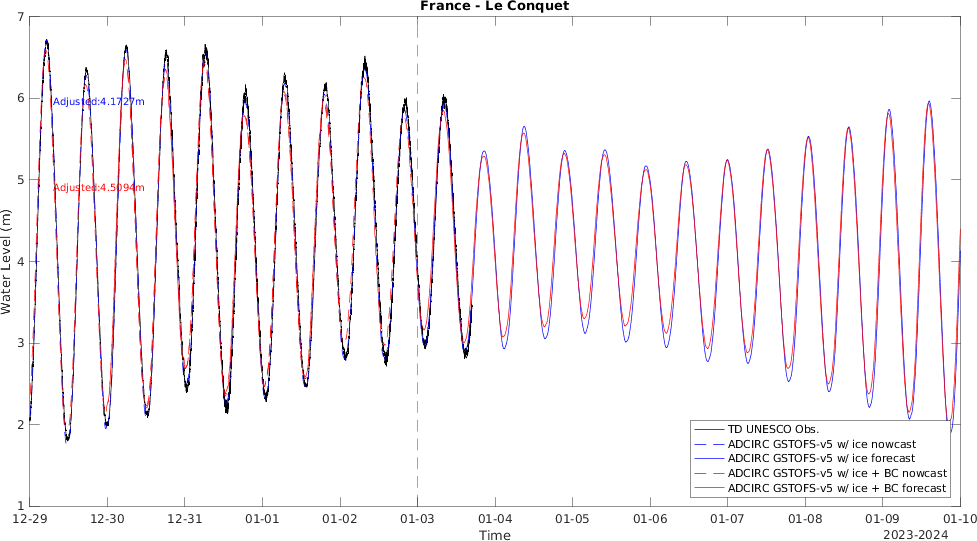 France - Le Conquet
7
6
5
4
3
2
1
Water Level (m)
Adjusted:4.1727m
Adjusted:4.5094m
TD UNESCO Obs.
ADCIRC GSTOFS-v5 w/ ice nowcast
ADCIRC GSTOFS-v5 w/ ice forecast
ADCIRC GSTOFS-v5 w/ ice + BC nowcast
ADCIRC GSTOFS-v5 w/ ice + BC forecast
12-29 12-30 12-31 01-01 01-02 01-03 01-04 01-05 01-06 01-07 01-08 01-09 01-10
Time
2023-2024